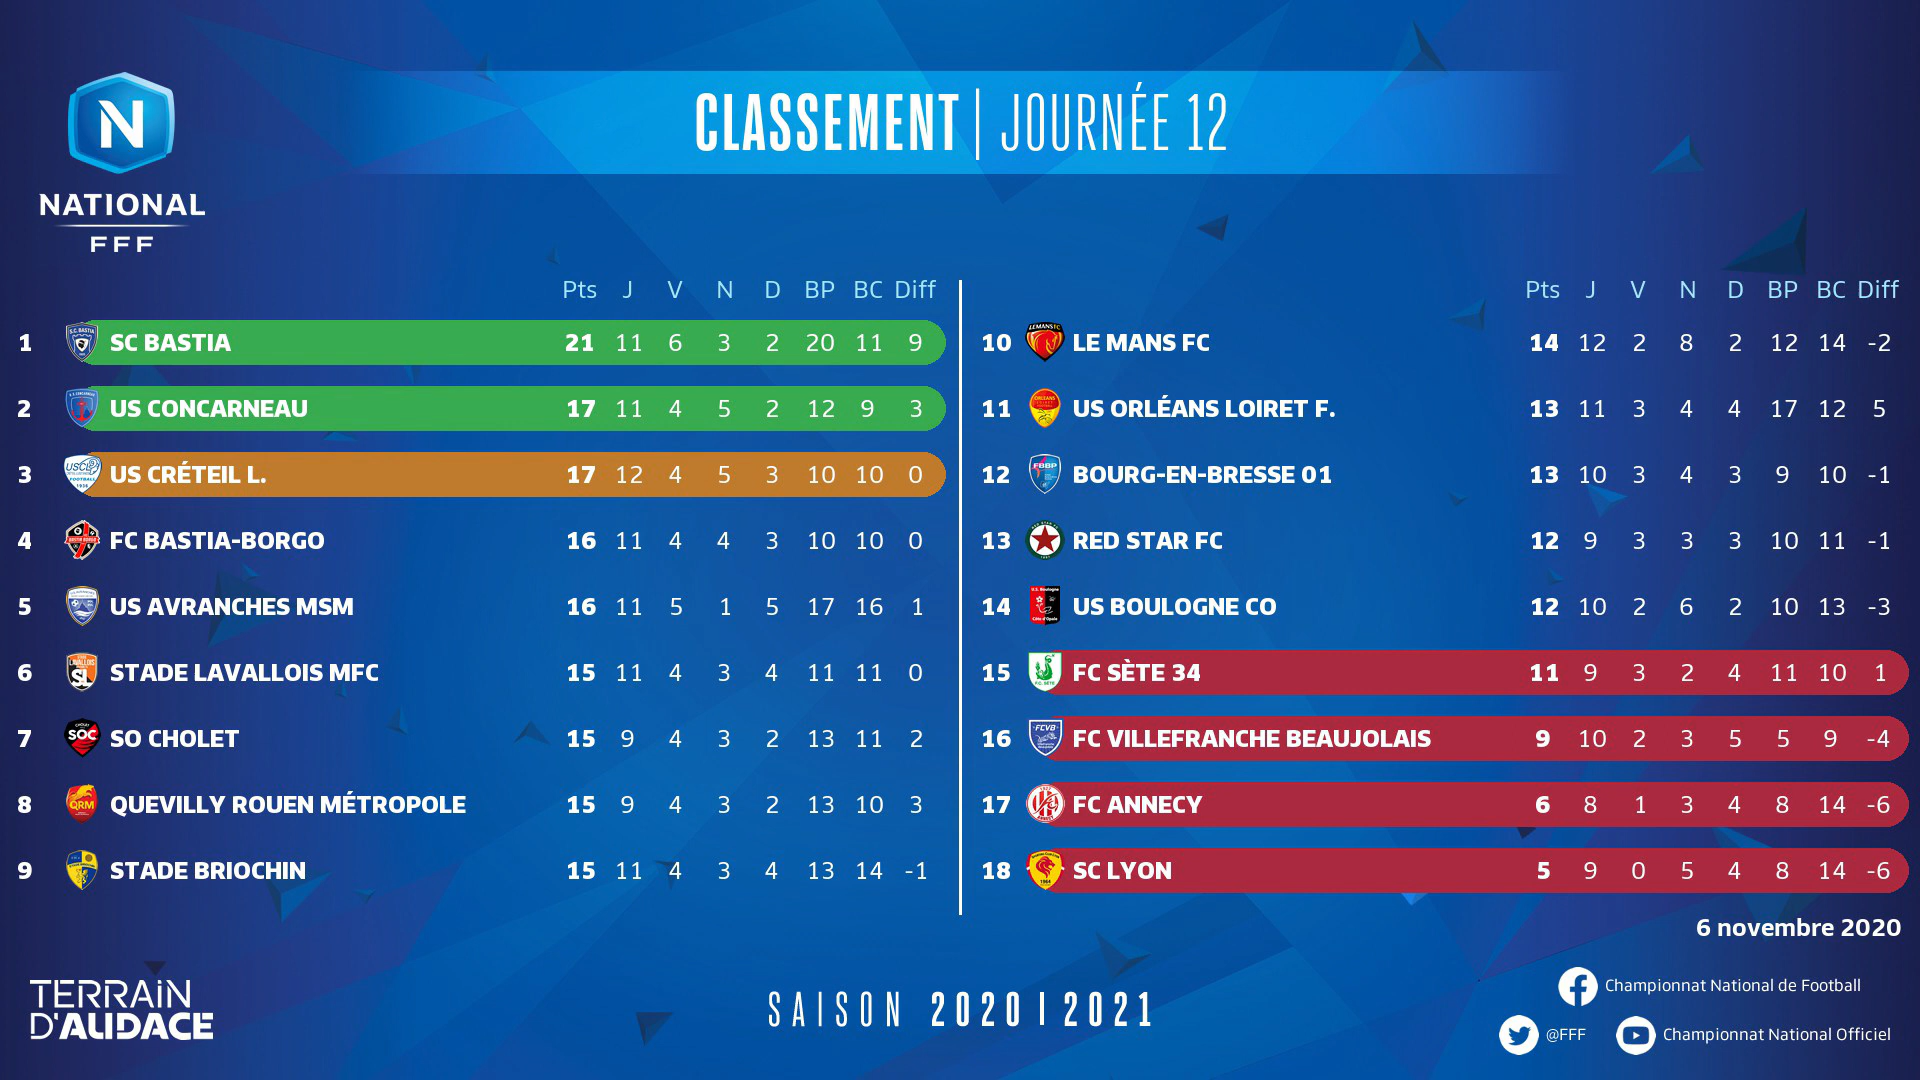 CLASSEMENT | JOURNÉE 12
N
NATIONAL
FFF
Pts J V N D BP BC Diff
1 SC BASTIA 21 11 6 3 2 20 11 9
2 US CONCARNEAU 17 11 4 5 2 12 9 3
3 US CRÉTEIL L. 17 12 4 5 3 10 10 0
4 FC BASTIA-BORGO 16 11 4 4 3 10 10 0
5 US AVRANCHES MSM 16 11 5 1 5 17 16 1
6 STADE LAVALLOIS MFC 15 11 4 3 4 11 11 0
7 SO CHOLET 15 9 4 3 2 13 11 2
8 QUEVILLY ROUEN MÉTROPOLE 15 9 4 3 2 13 10 3
9 STADE BRIOCHIN 15 11 4 3 4 13 14 -1
Pts J V N D BP BC Diff
10 LE MANS FC 14 12 2 8 2 12 14 -2
11 US ORLÉANS LOIRET F. 13 11 3 4 4 17 12 5
12 BOURG-EN-BRESSE 01 13 10 3 4 3 9 10 -1
13 RED STAR FC 12 9 3 3 3 10 11 -1
14 US BOULOGNE CO 12 10 2 6 2 10 13 -3
15 FC SÈTE 34 11 9 3 2 4 11 10 1
16 FC VILLEFRANCHE BEAUJOLAIS 9 10 2 3 5 5 9 -4
17 FC ANNECY 6 8 1 3 4 8 14 -6
18 SC LYON 5 9 0 5 4 8 14 -6
6 novembre 2020
TERRAIN
D'AUDACE
SAISON 2020 | 2021
Championnat National de Football
@FFF
Championnat National Officiel